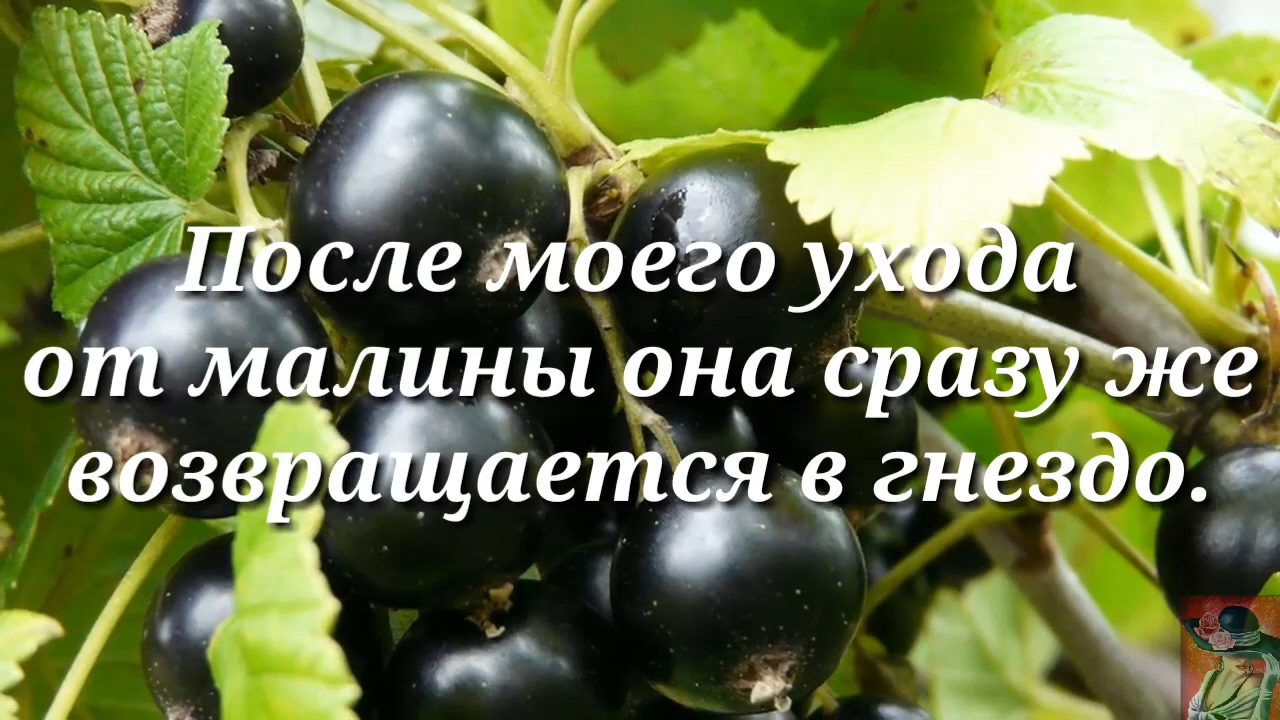 После моего ухода
от малины она сразу же
возвращается в гнездо.